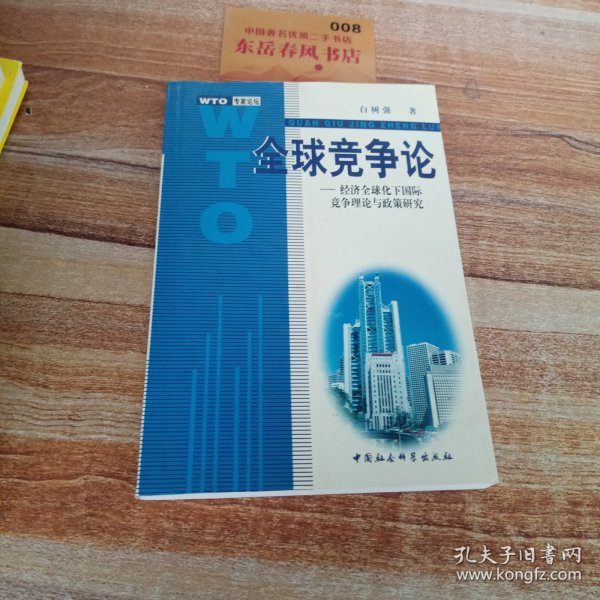 008
中国著名优质二手书店
东岳春风书店
WTO 专家论坛
白树强 著
WTO
QUAN QIU JING ZHENG LUN
全球竞争论
— 经济全球化下国际
竞争理论与政策研究
中国社会科学出版社
孔夫子旧书网
www.kongfz.com